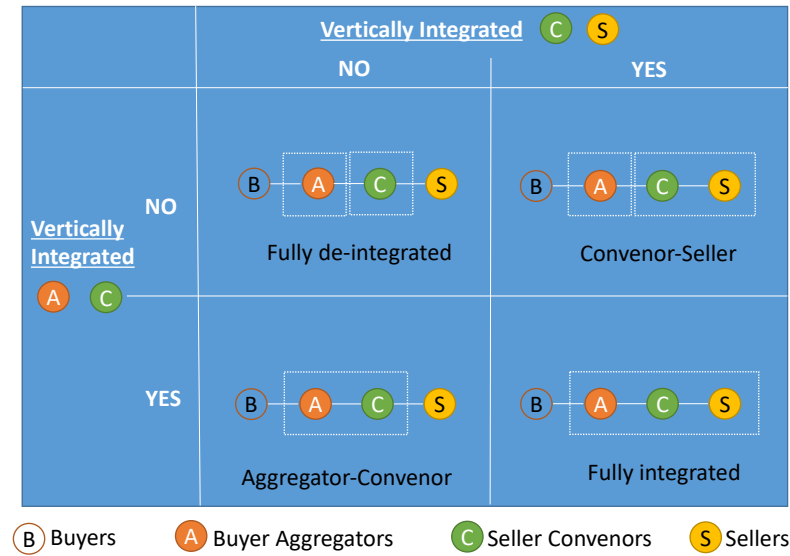 Vertically Integrated C S
NO YES
B A C S
B A C S
NO
Fully de-integrated
Convenor-Seller
Vertically
Integrated
A C
YES
B A C S
B A C S
Aggregator-Convenor
Fully integrated
B Buyers A Buyer Aggregators C Seller Convenors S Sellers